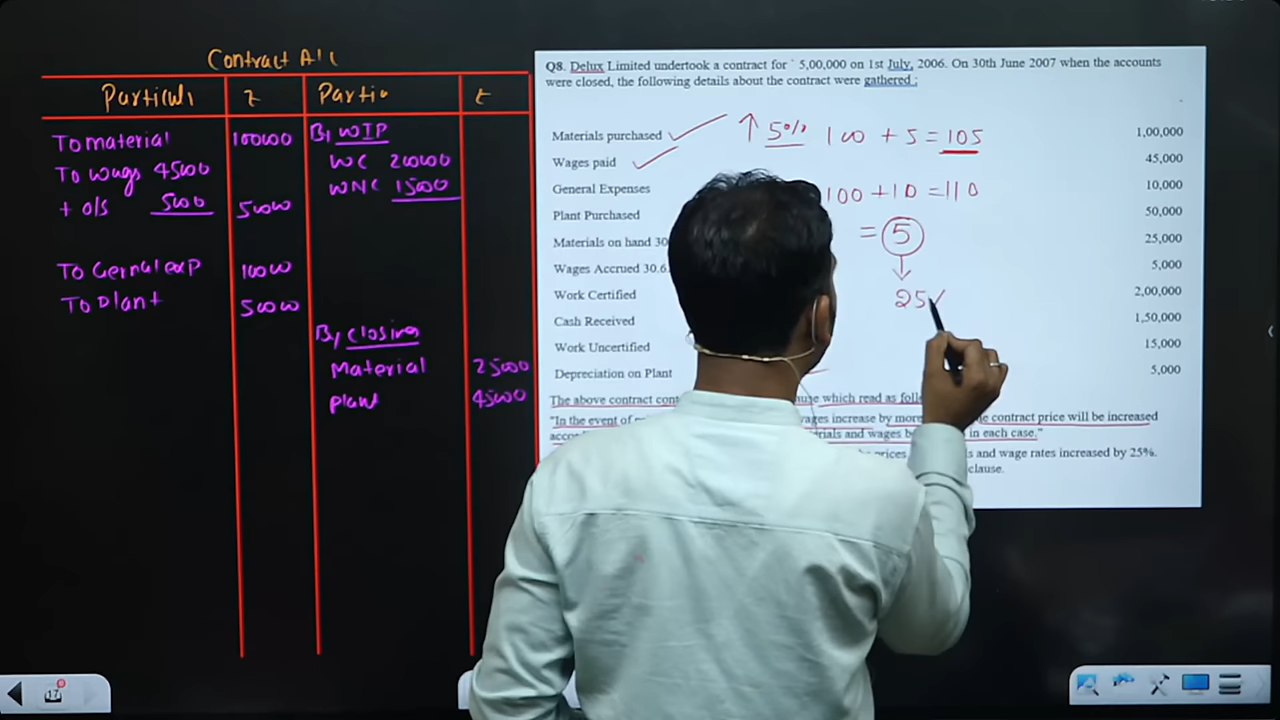 Contract A/C
Particulars ₹ Partic ₹
To material 100000 By WIP
To wages 45000 WC 200000
+ o/s 5000 50000 WNC 15000
To Gernal exp 10000
To Plant 50000
By closing
Material 25000
plant 45000
Q8. Delux Limited undertook a contract for ` 5,00,000 on 1st July, 2006. On 30th June 2007 when the accounts
were closed, the following details about the contract were gathered :
Materials purchased 1,00,000
↑ 5% 100 + 5 = 105
Wages paid 45,000
General Expenses 10,000
100 + 10 = 110
Plant Purchased 50,000
= 5
Materials on hand 30 25,000
Wages Accrued 30.6. 5,000
Work Certified 2,00,000
25
Cash Received 1,50,000
Work Uncertified 15,000
Depreciation on Plant 5,000
The above contract which read as
"In the event of wages increase by more contract price will be increased
and wages in each case."
prices and wage rates increased by 25%.
clause.
17